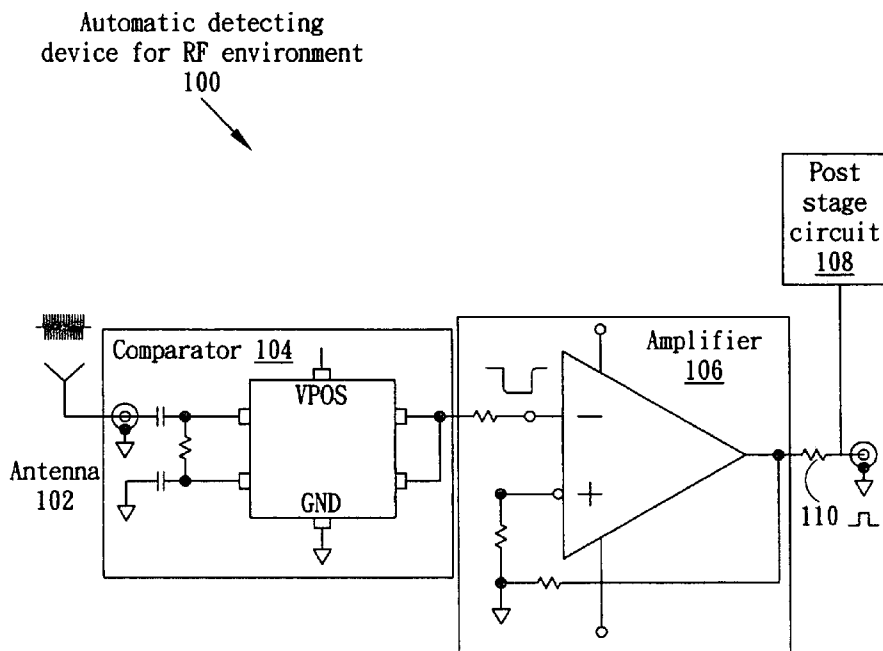 Automatic detecting
device for RF environment
100
Post
stage
circuit
108
Comparator 104
Amplifier
106
VPOS
−
Antenna
102
GND
+
110